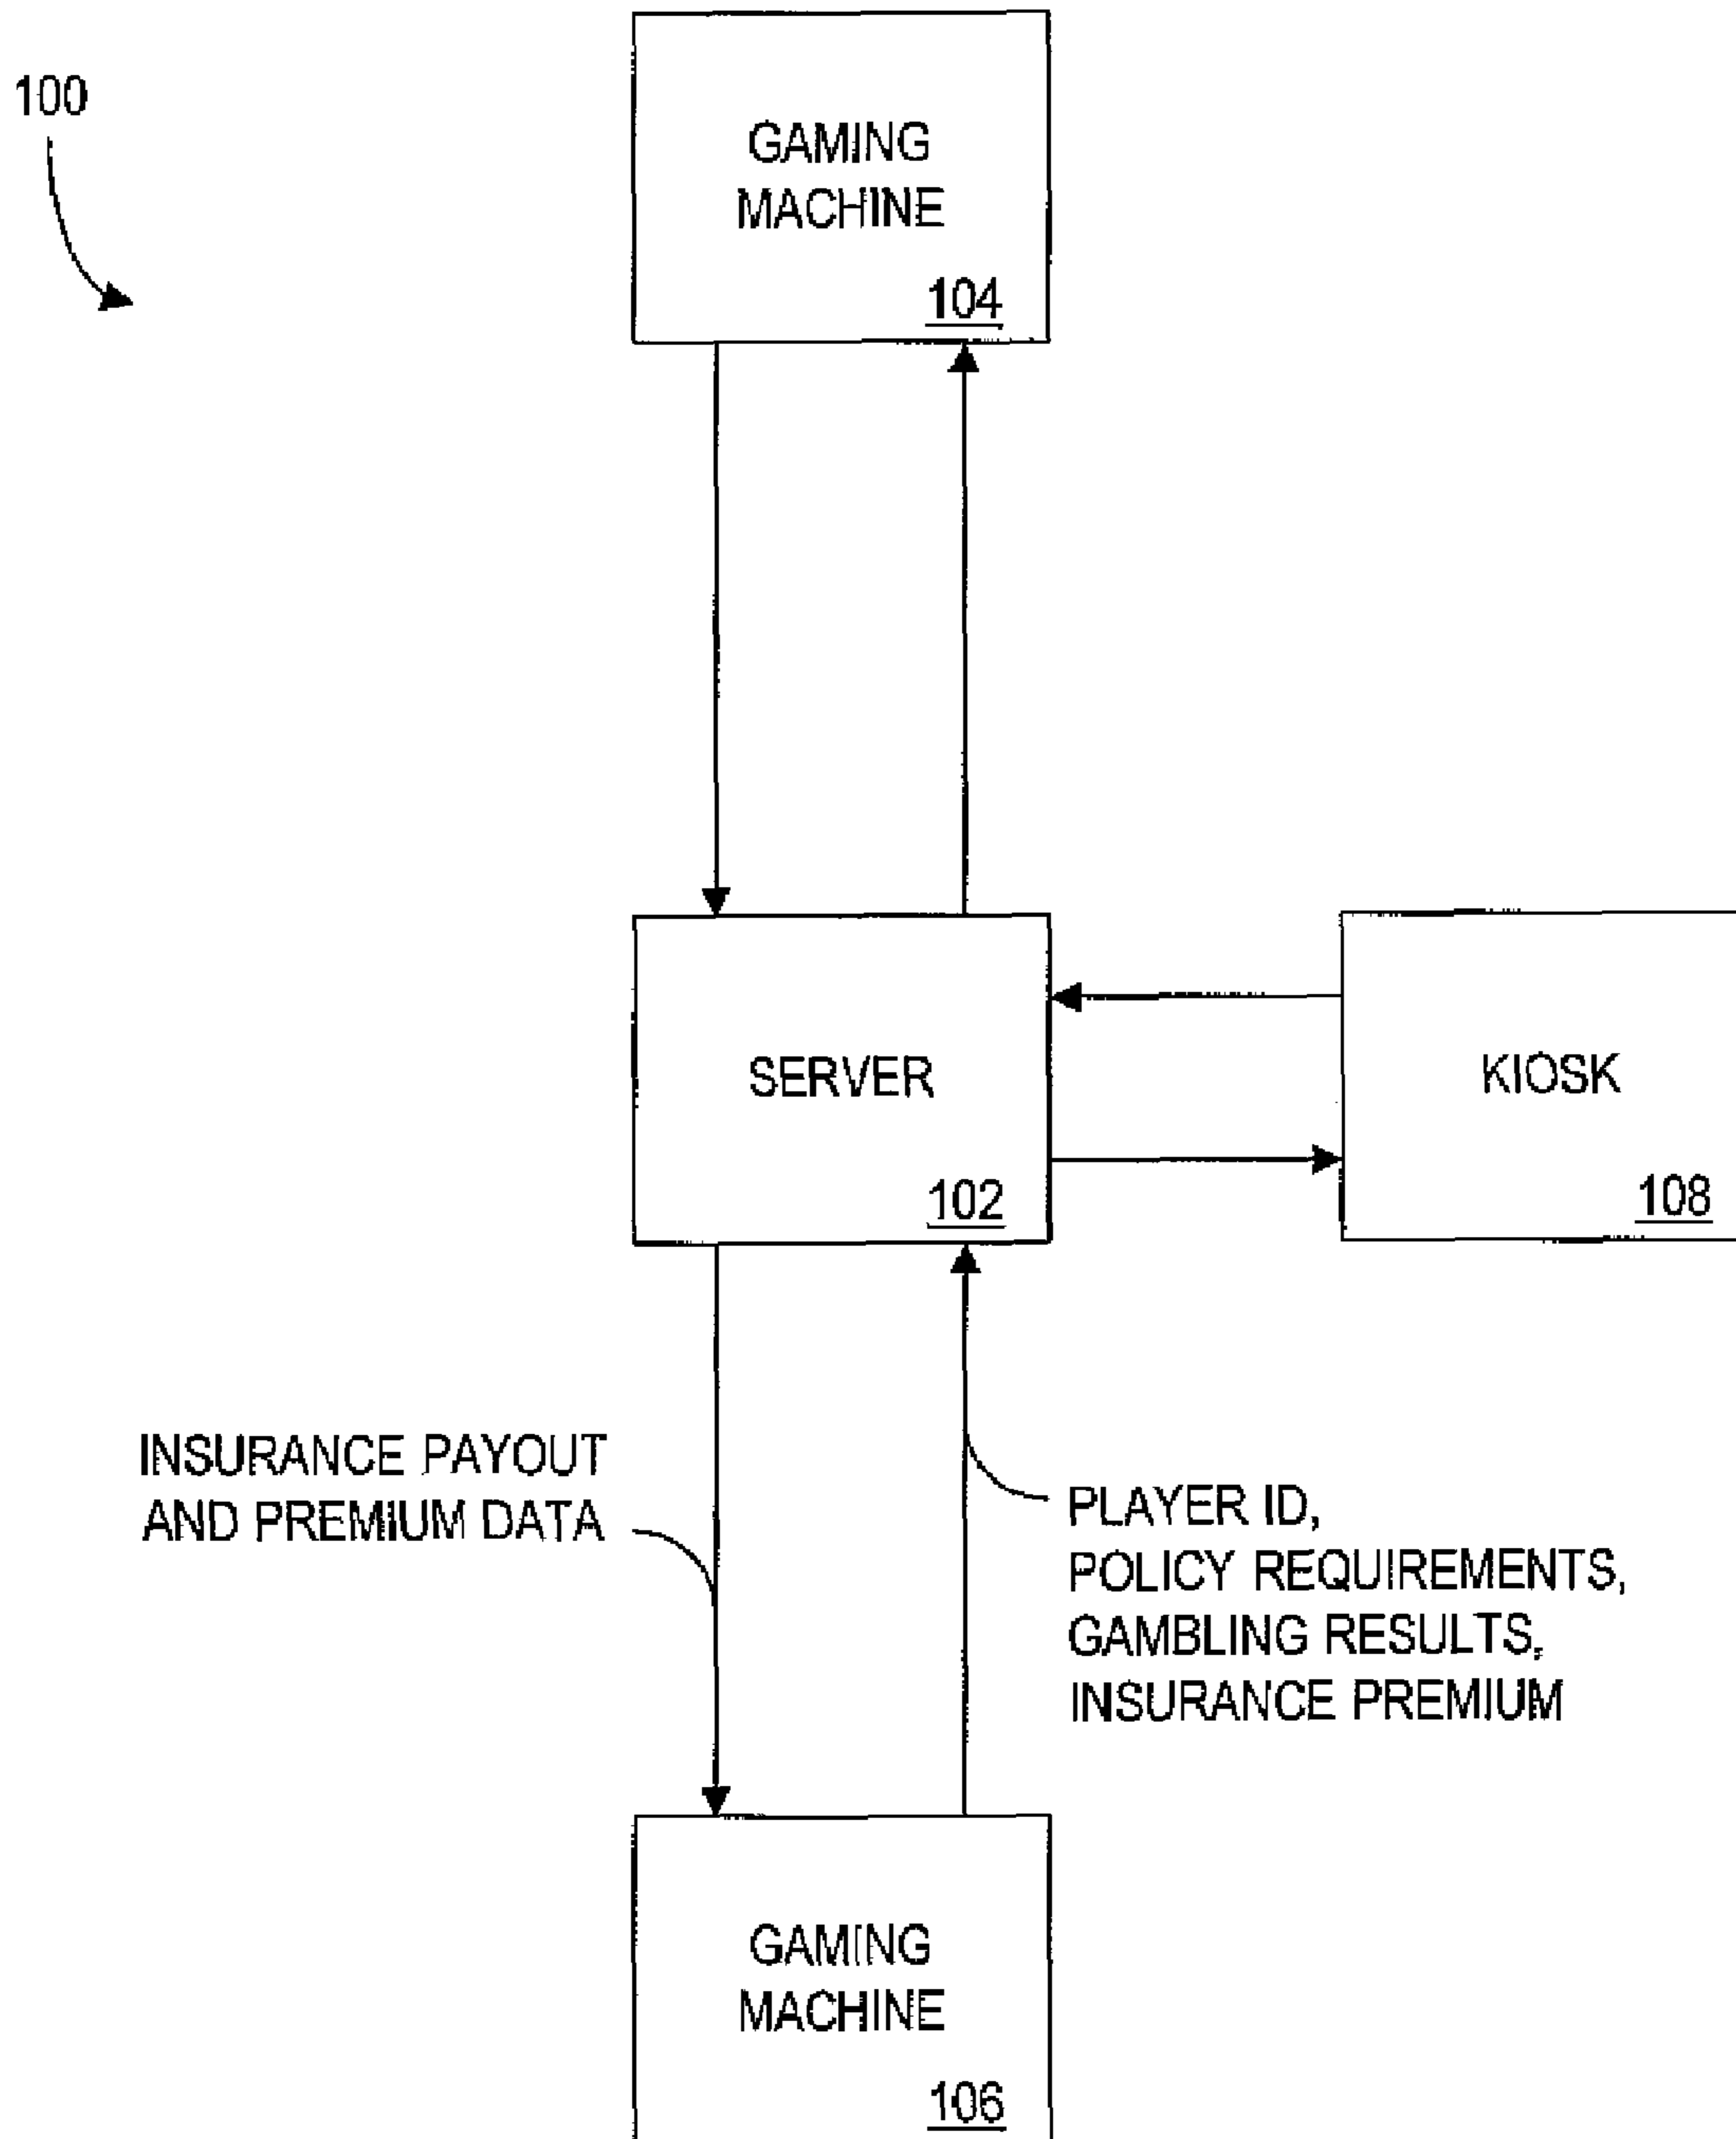 100
GAMING
MACHINE
104
SERVER
102
KIOSK
108
INSURANCE PAYOUT
AND PREMIUM DATA
PLAYER ID,
POLICY REQUIREMENTS,
GAMBLING RESULTS,
INSURANCE PREMIUM
GAMING
MACHINE
106